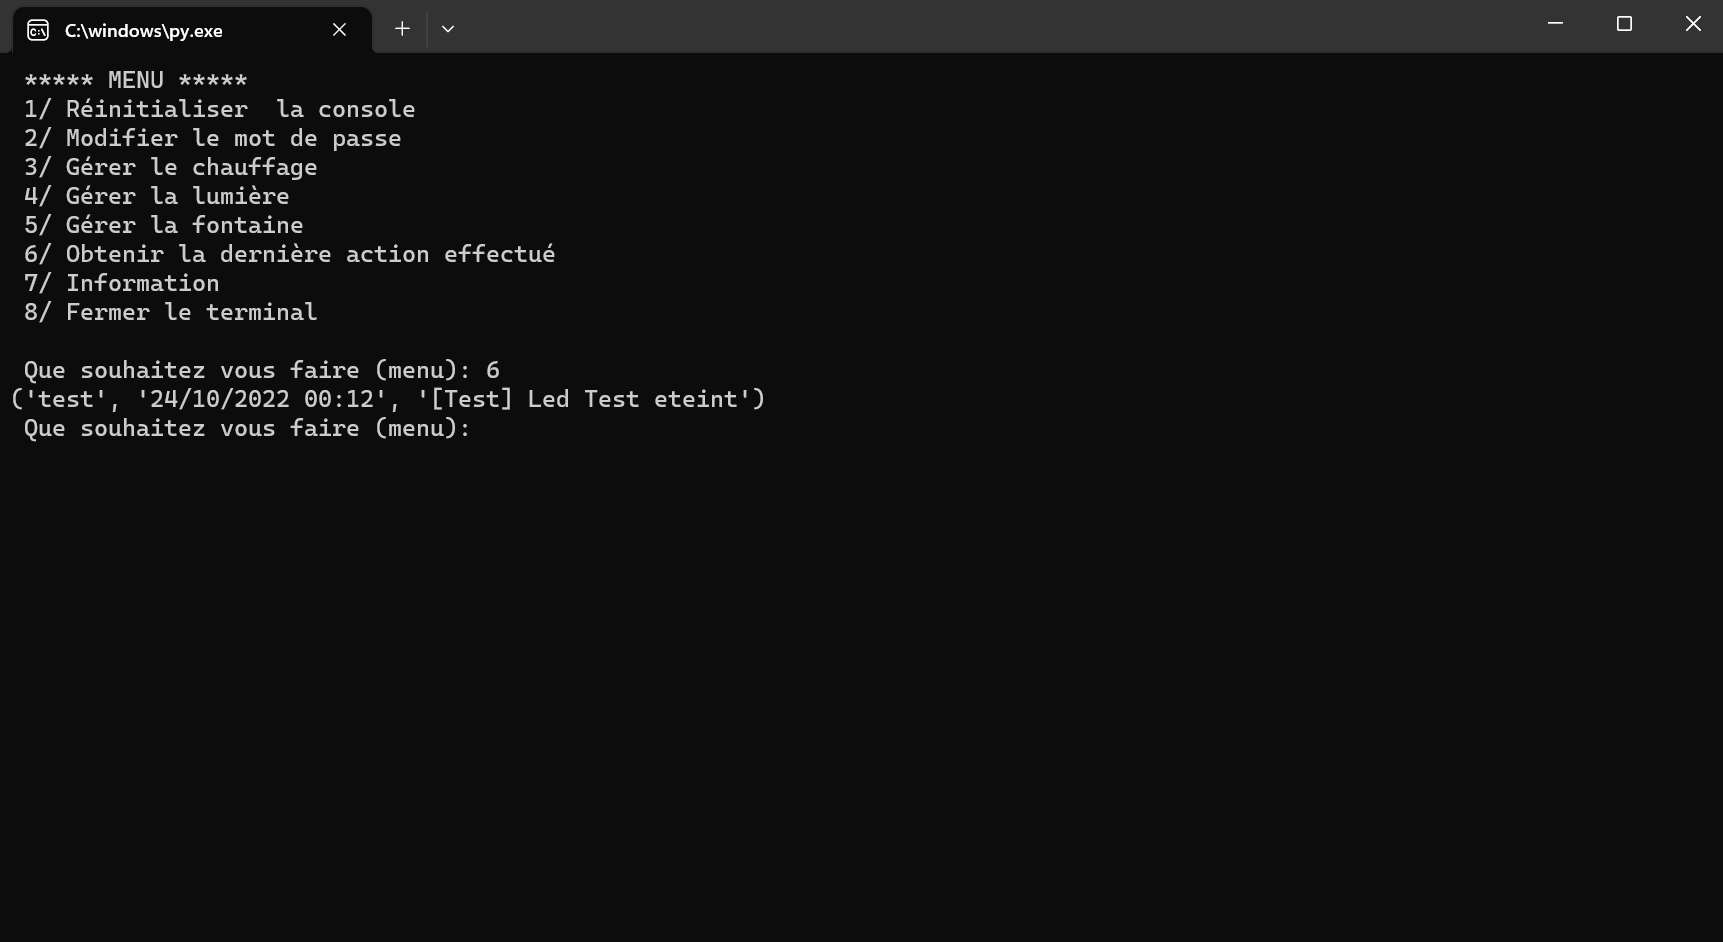 C:\windows\py.exe
***** MENU *****
1/ Réinitialiser  la console
2/ Modifier le mot de passe
3/ Gérer le chauffage
4/ Gérer la lumière
5/ Gérer la fontaine
6/ Obtenir la dernière action effectué
7/ Information
8/ Fermer le terminal
Que souhaitez vous faire (menu): 6
('test', '24/10/2022 00:12', '[Test] Led Test eteint')
Que souhaitez vous faire (menu):